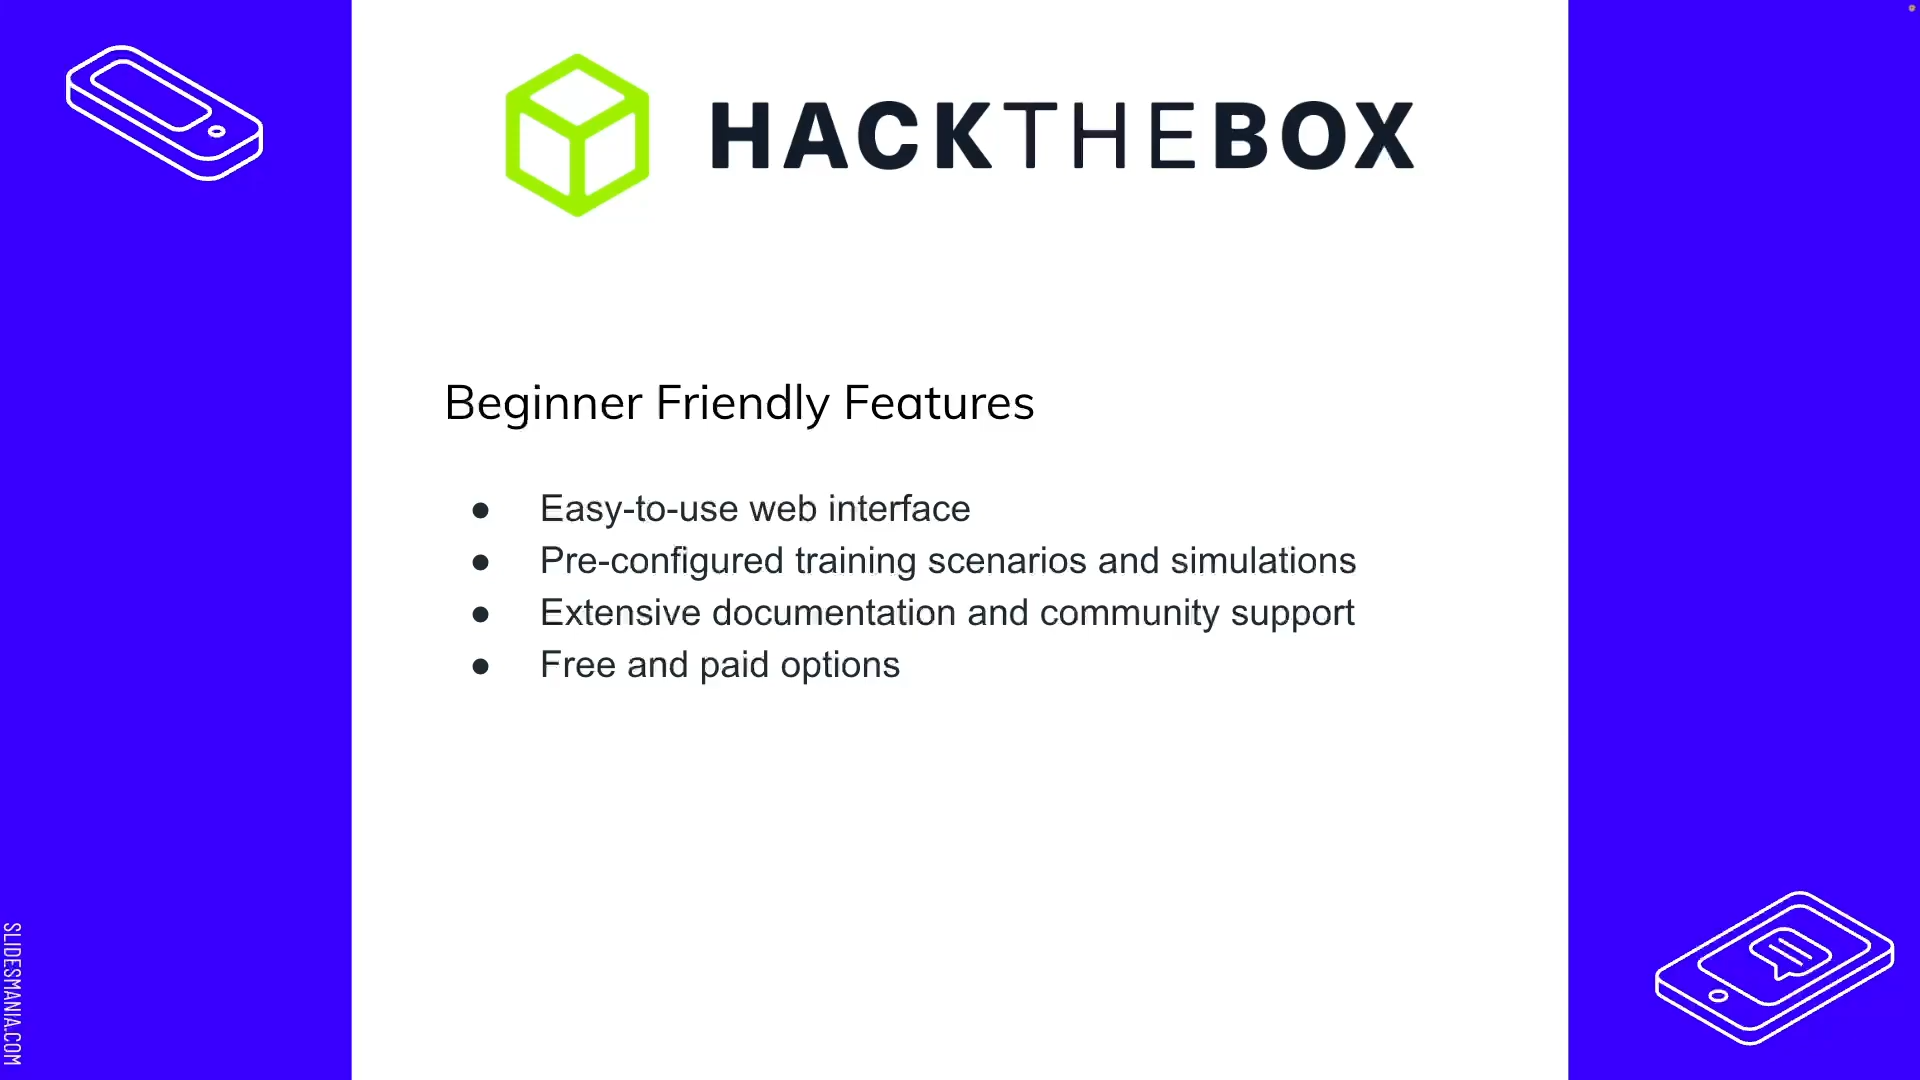 HACKTHEBOX
Beginner Friendly Features
● Easy-to-use web interface
● Pre-configured training scenarios and simulations
● Extensive documentation and community support
● Free and paid options
SLIDESMANIA.COM